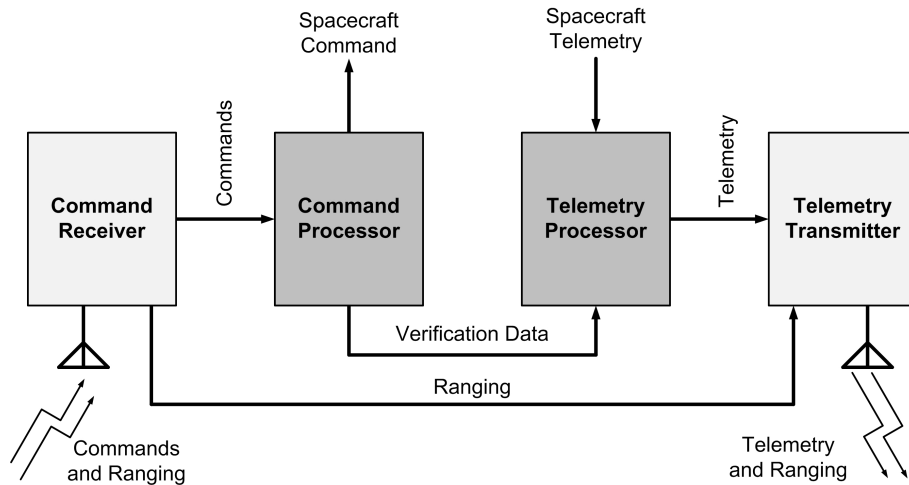 Spacecraft
Command
Spacecraft
Telemetry
Commands
Telemetry
Command
Receiver
Command
Processor
Telemetry
Processor
Telemetry
Transmitter
Verification Data
Ranging
Commands
and Ranging
Telemetry
and Ranging